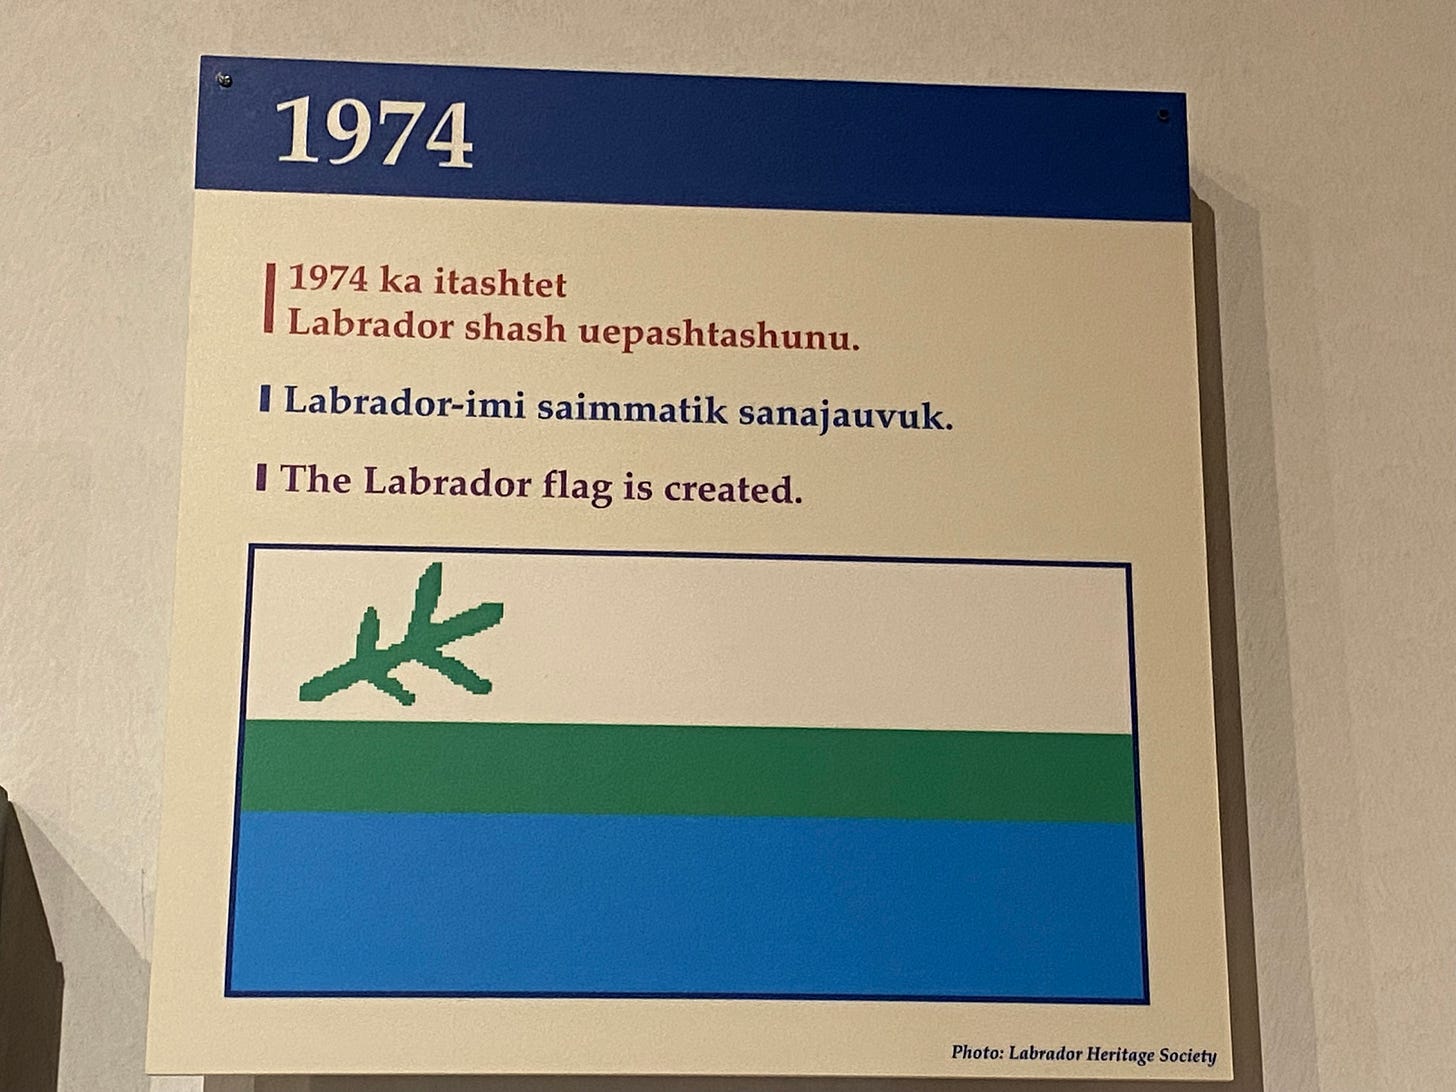 1974
1974 ka itashtet
Labrador shash uepashtashunu.
Labrador-imi saimmatik sanajauvuk.
The Labrador flag is created.
Photo: Labrador Heritage Society